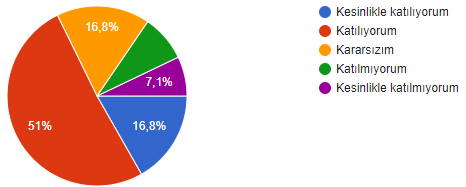 16,8%
7,1%
51%
16,8%
Kesinlikle katılıyorum
Katılıyorum
Kararsızım
Katılmıyorum
Kesinlikle katılmıyorum